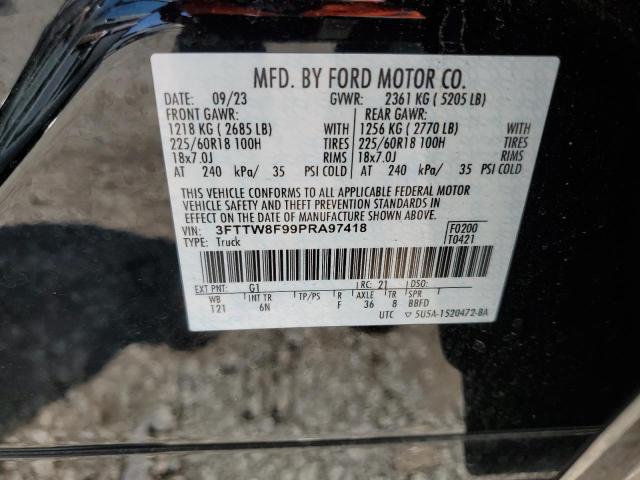 MFD. BY FORD MOTOR CO.
DATE: 09/23 GVWR: 2361 KG ( 5205 LB)
FRONT GAWR: REAR GAWR:
1218 KG ( 2685 LB) WITH 1256 KG ( 2770 LB) WITH
225/60R18 100H TIRES 225/60R18 100H TIRES
18x7.0J RIMS 18x7.0J RIMS
AT 240 kPa/ 35 PSI COLD AT 240 kPa/ 35 PSI COLD
THIS VEHICLE CONFORMS TO ALL APPLICABLE FEDERAL MOTOR
VEHICLE SAFETY AND THEFT PREVENTION STANDARDS IN
EFFECT ON THE DATE OF MANUFACTURE SHOWN ABOVE.
VIN: 3FTTW8F99PRA97418 F0200
TYPE: Truck T0421
EXT PNT: G1 RC: 21 DSO:
WB INT TR TP/PS R AXLE TR SPR
121 6N F 36 8 BBFD
UTC 5U5A-1520472-BA